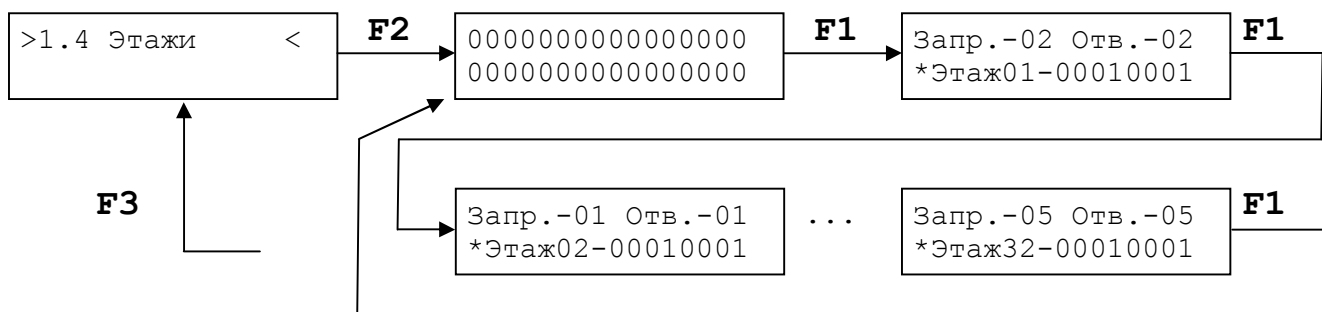 >1.4 Этажи <
F2
0000000000000000
0000000000000000
F1
Запр.-02 Отв.-02
*Этаж01-00010001
F1
F3
Запр.-01 Отв.-01
*Этаж02-00010001
...
Запр.-05 Отв.-05
*Этаж32-00010001
F1